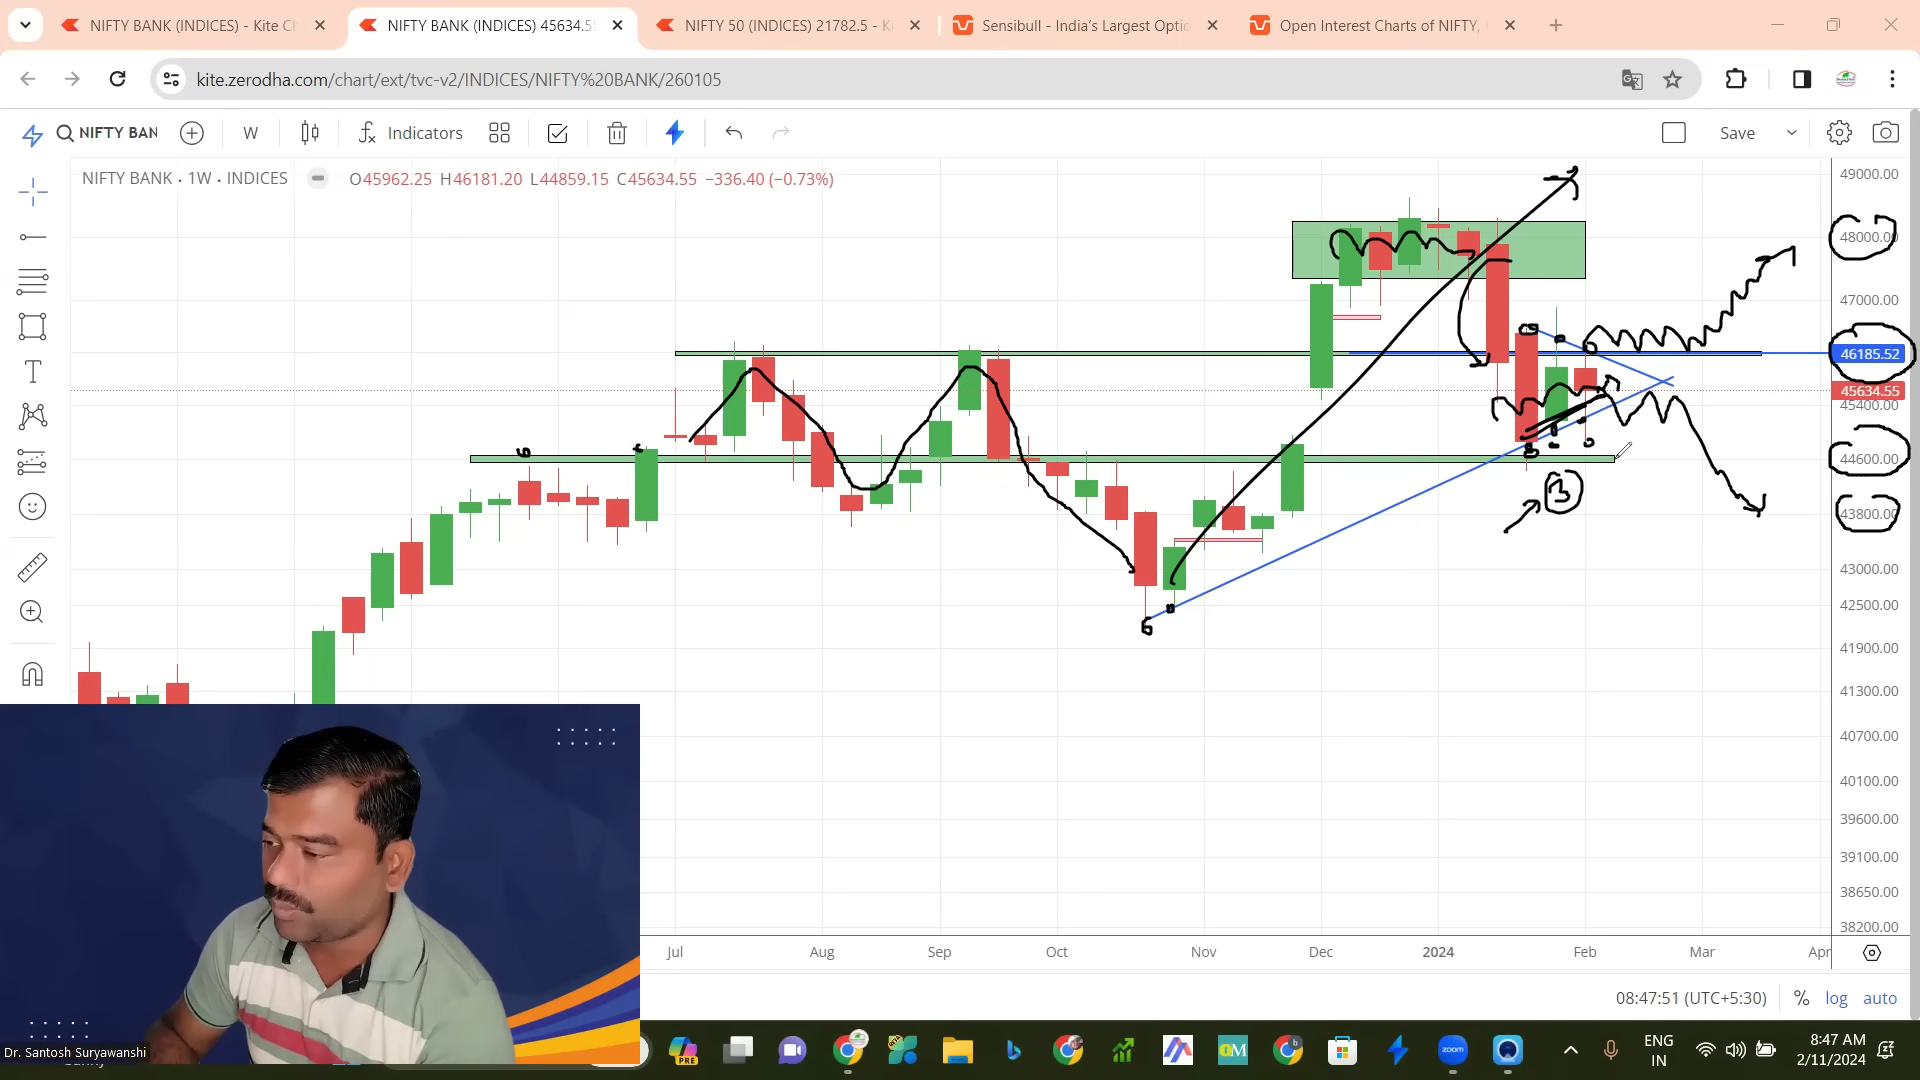 NIFTY BANK (INDICES) - Kite Ch
NIFTY BANK (INDICES) 45634.55
NIFTY 50 (INDICES) 21782.5 - Ki
Sensibull - India's Largest Optio
Open Interest Charts of NIFTY,
kite.zerodha.com/chart/ext/tvc-v2/INDICES/NIFTY%20BANK/260105
NIFTY BAN
W
Indicators
Save
NIFTY BANK · 1W · INDICES
O45962.25 H46181.20 L44859.15 C45634.55 −336.40 (−0.73%)
49000.00
48000.00
47000.00
46185.52
45634.55
45400.00
44600.00
43800.00
43000.00
42500.00
41900.00
41300.00
40700.00
40100.00
39600.00
39100.00
38650.00
38200.00
Jul
Aug
Sep
Oct
Nov
Dec
2024
Feb
Mar
Apr
08:47:51 (UTC+5:30)
%
log
auto
Dr. Santosh Suryawanshi
PRE
zoom
ENG
IN
8:47 AM
2/11/2024